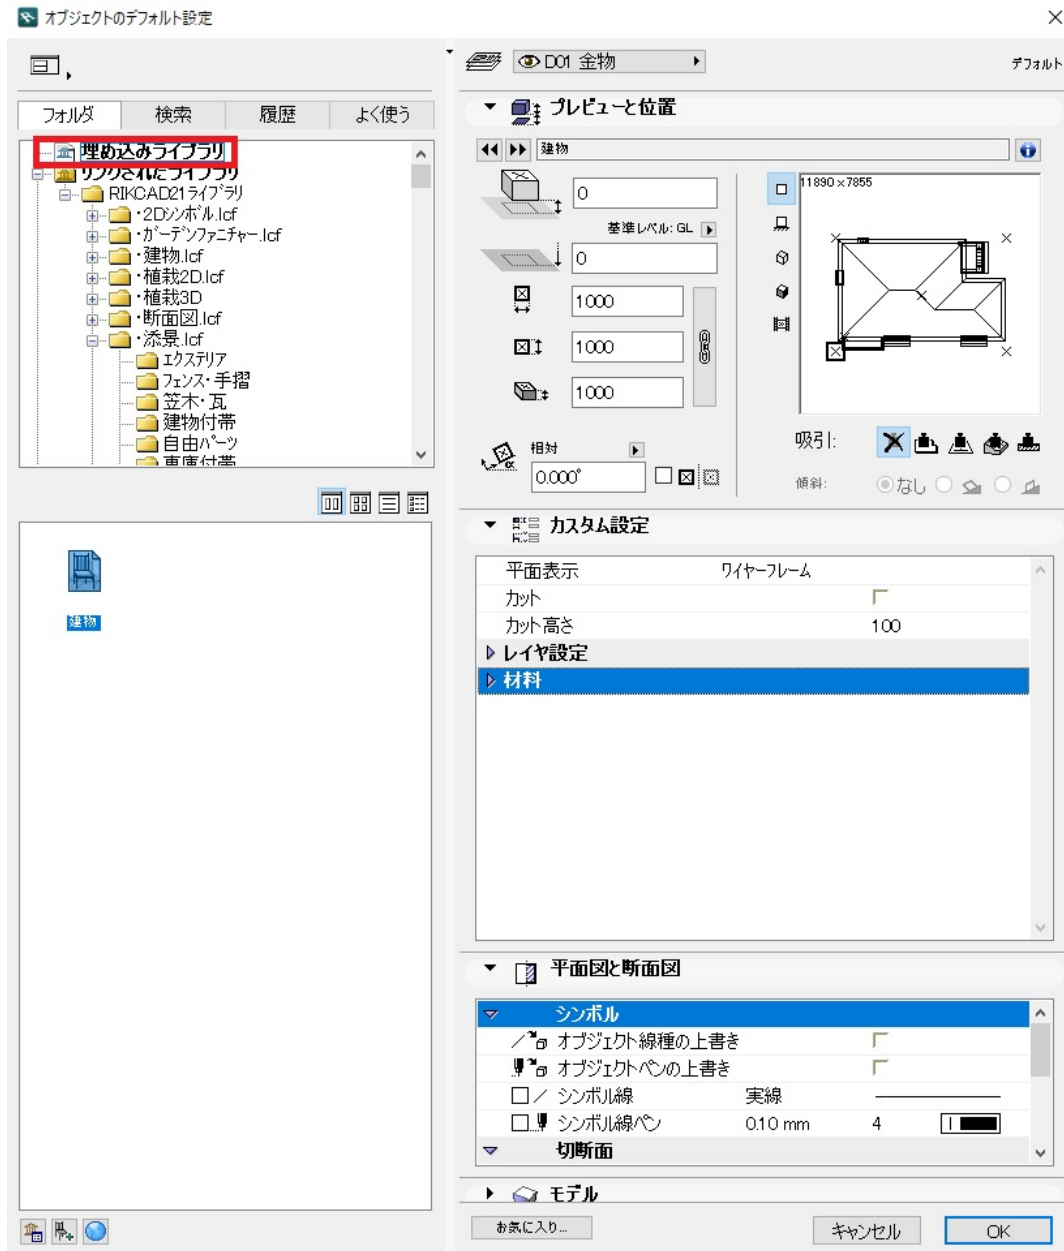 オブジェクトのデフォルト設定
D01 金物
デフォルト
フォルダ 検索 履歴 よく使う
埋め込みライブラリ
リンクされたライブラリ
RIKCAD21ライブラリ
・2Dシンボル.lcf
・ガーデンファニチャー.lcf
・建物.lcf
・植栽2D.lcf
・植栽3D
・断面図.lcf
・添景.lcf
エクステリア
フェンス・手摺
笠木・瓦
建物付帯
自由パーツ
車庫付帯
建物
プレビューと位置
建物
0
基準レベル: GL
0
1000
1000
1000
相対
0.000°
11890×7855
吸引:
傾斜: なし
カスタム設定
平面表示 ワイヤーフレーム
カット
カット高さ 100
レイヤ設定
材料
平面図と断面図
シンボル
オブジェクト線種の上書き
オブジェクトペンの上書き
シンボル線 実線
シンボル線ペン 0.10 mm 4
切断面
モデル
お気に入り... キャンセル OK